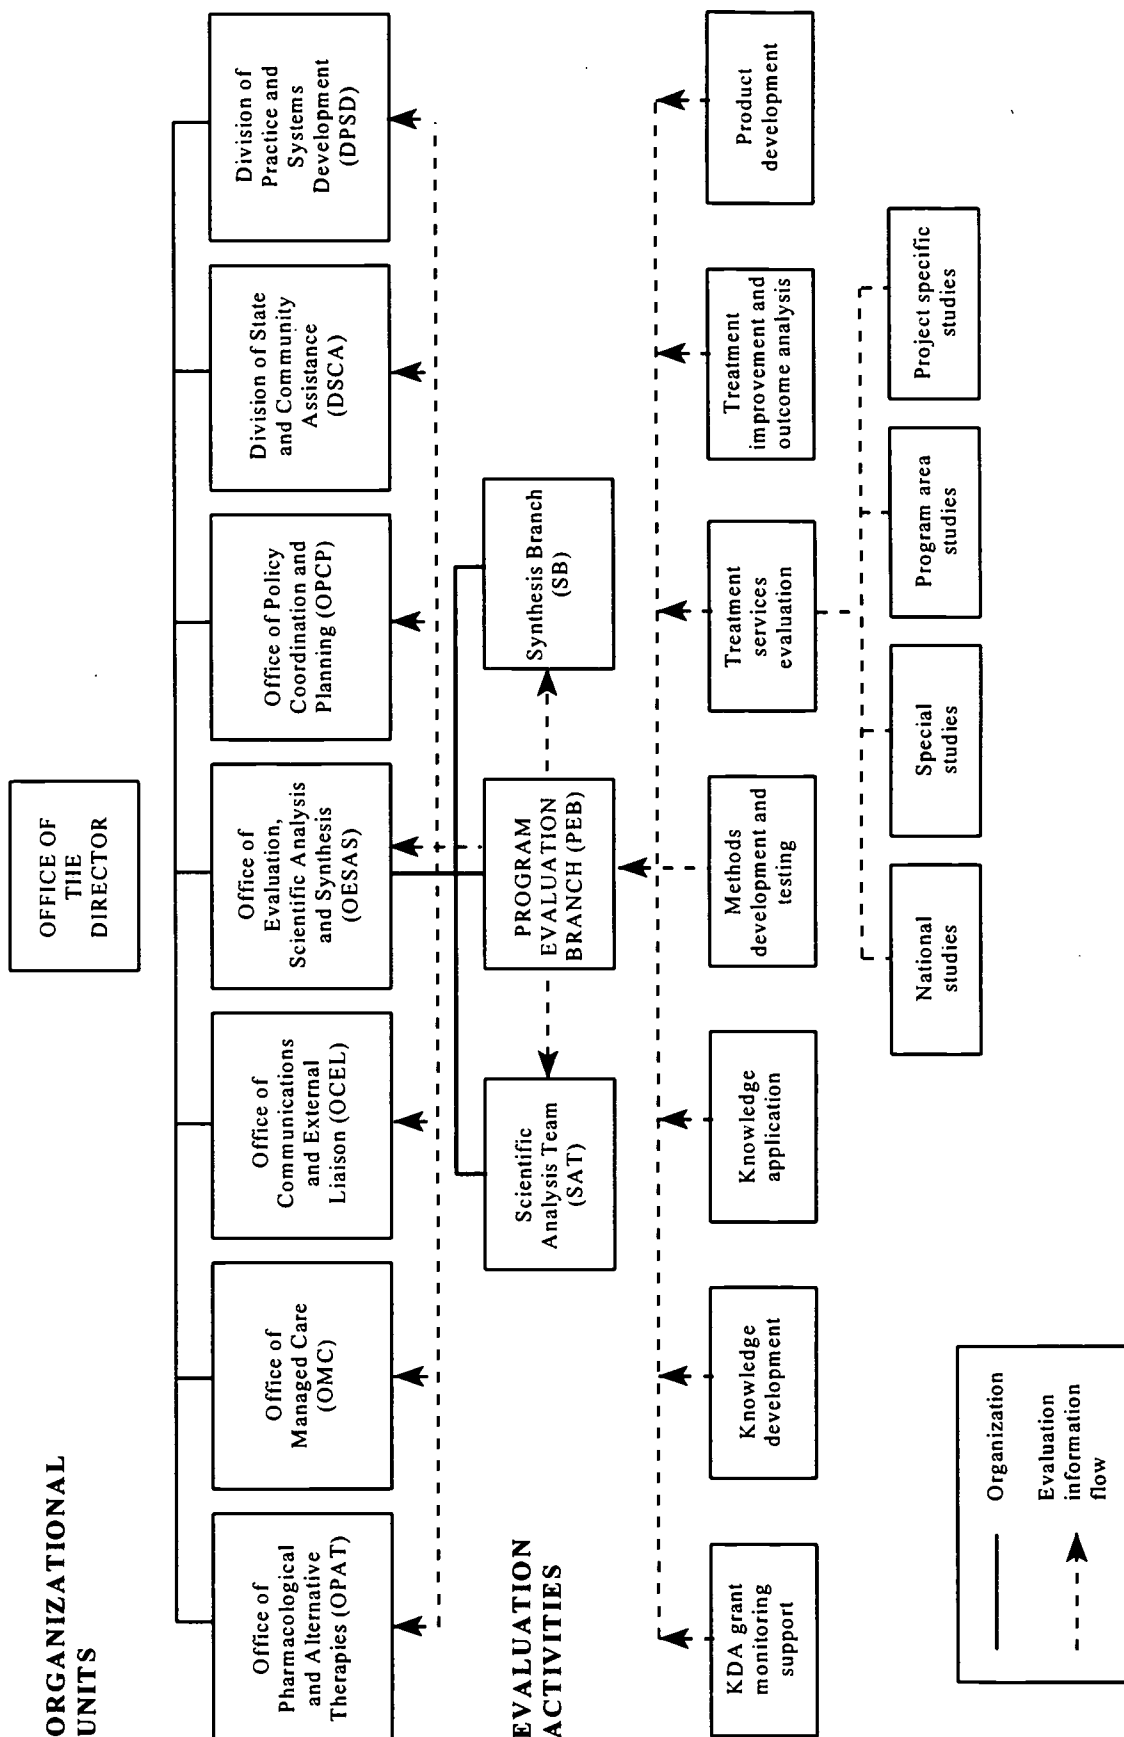 ORGANIZATIONAL
UNITS
OFFICE OF
THE
DIRECTOR
Office of
Pharmacological
and Alternative
Therapies (OPAT)
Office of
Managed Care
(OMC)
Office of
Communications
and External
Liaison (OCEL)
Office of
Evaluation,
Scientific Analysis
and Synthesis
(OESAS)
Office of Policy
Coordination and
Planning (OPCP)
Division of State
and Community
Assistance
(DSCA)
Division of
Practice and
Systems
Development
(DPSD)
EVALUATION
ACTIVITIES
Scientific
Analysis Team
(SAT)
PROGRAM
EVALUATION
BRANCH (PEB)
Synthesis Branch
(SB)
KDA grant
monitoring
support
Knowledge
development
Knowledge
application
Methods
development and
testing
Treatment
services
evaluation
Treatment
improvement and
outcome analysis
Product
development
National
studies
Special
studies
Program area
studies
Project specific
studies
Organization
Evaluation
information
flow